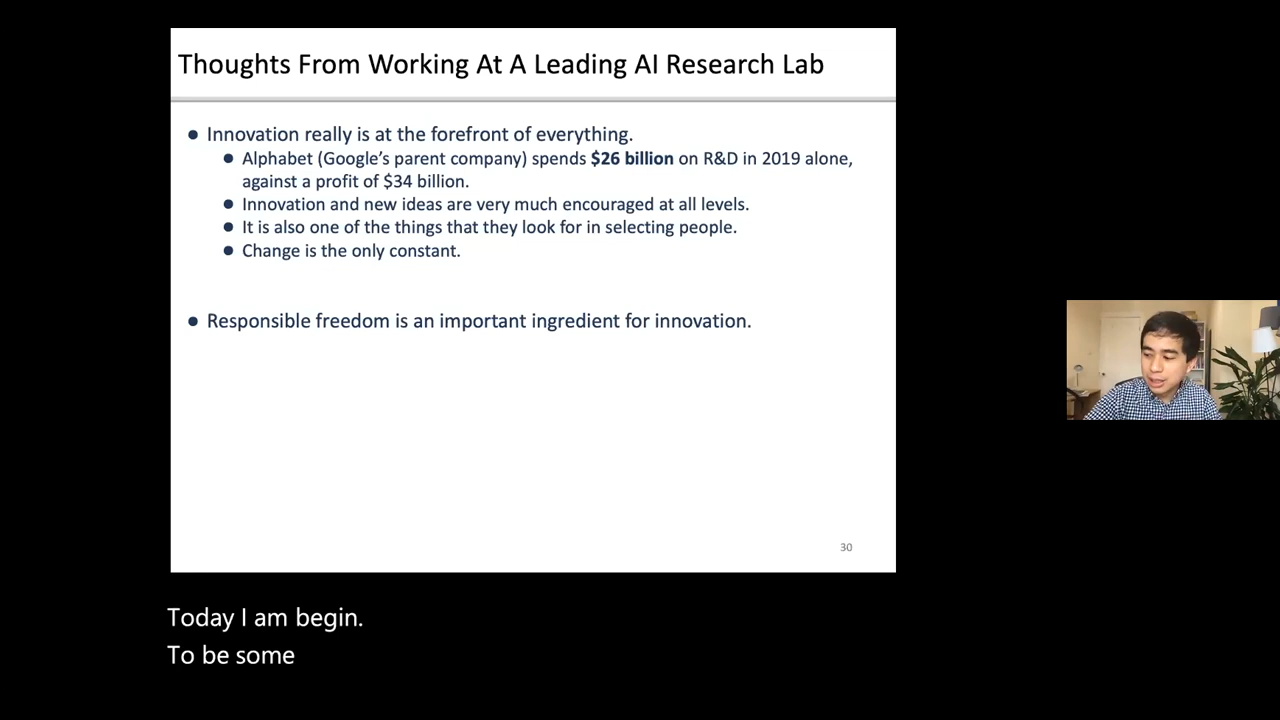 Thoughts From Working At A Leading AI Research Lab
● Innovation really is at the forefront of everything.
● Alphabet (Google’s parent company) spends $26 billion on R&D in 2019 alone,
against a profit of $34 billion.
● Innovation and new ideas are very much encouraged at all levels.
● It is also one of the things that they look for in selecting people.
● Change is the only constant.
● Responsible freedom is an important ingredient for innovation.
30
Today I am begin.
To be some